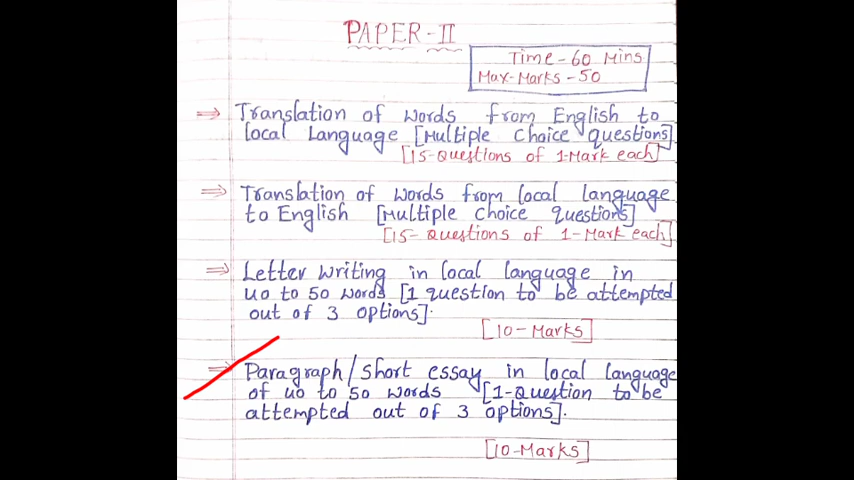 PAPER-II
Time-60 Mins
Max-Marks-50
⇒ Translation of words from English to
local Language [Multiple Choice questions]
[15-Questions of 1-Mark each]
⇒ Translation of words from local language
to English [Multiple Choice questions]
[15- Questions of 1-Mark each]
⇒ Letter writing in local language in
40 to 50 words [1 question to be attempted
out of 3 options].
[10-Marks]
⇒ Paragraph/short essay in local language
of 40 to 50 words [1-Question to be
attempted out of 3 options].
[10-Marks]